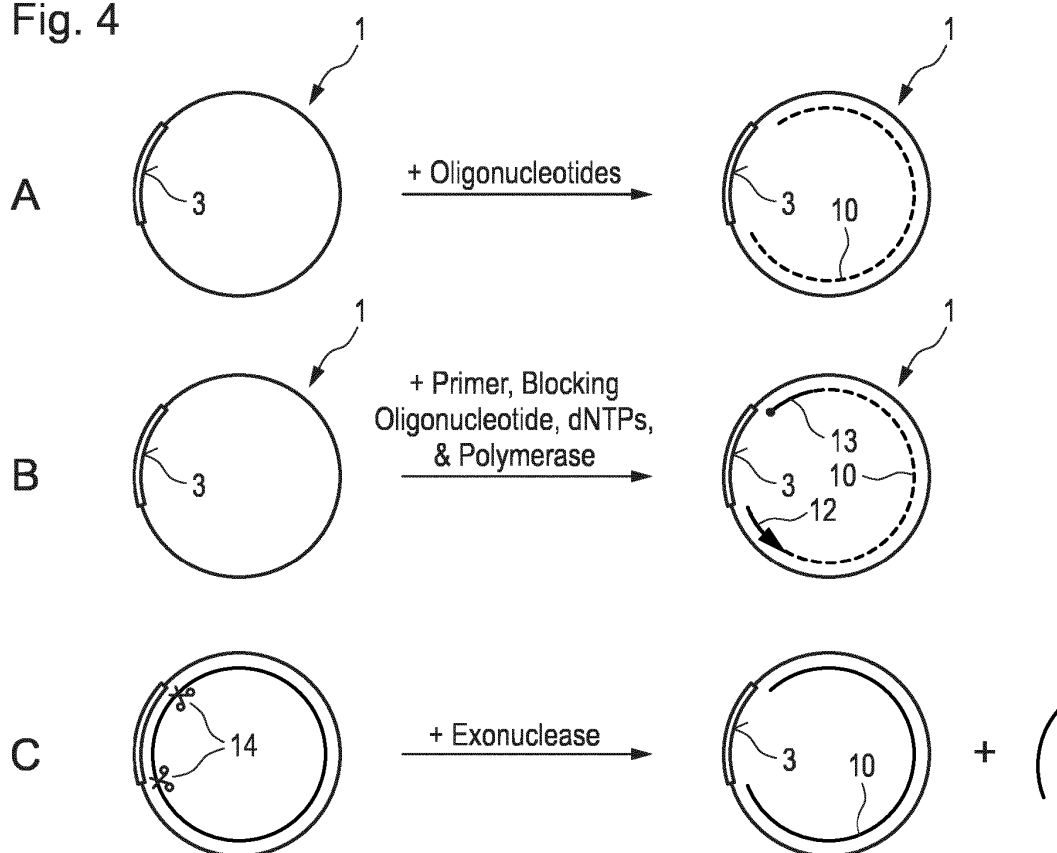 Fig. 4
1
1
A
3
+ Oligonucleotides
3
10
1
1
B
3
+ Primer, Blocking
Oligonucleotide, dNTPs,
& Polymerase
13
3
10
12
C
14
+ Exonuclease
3
10
+